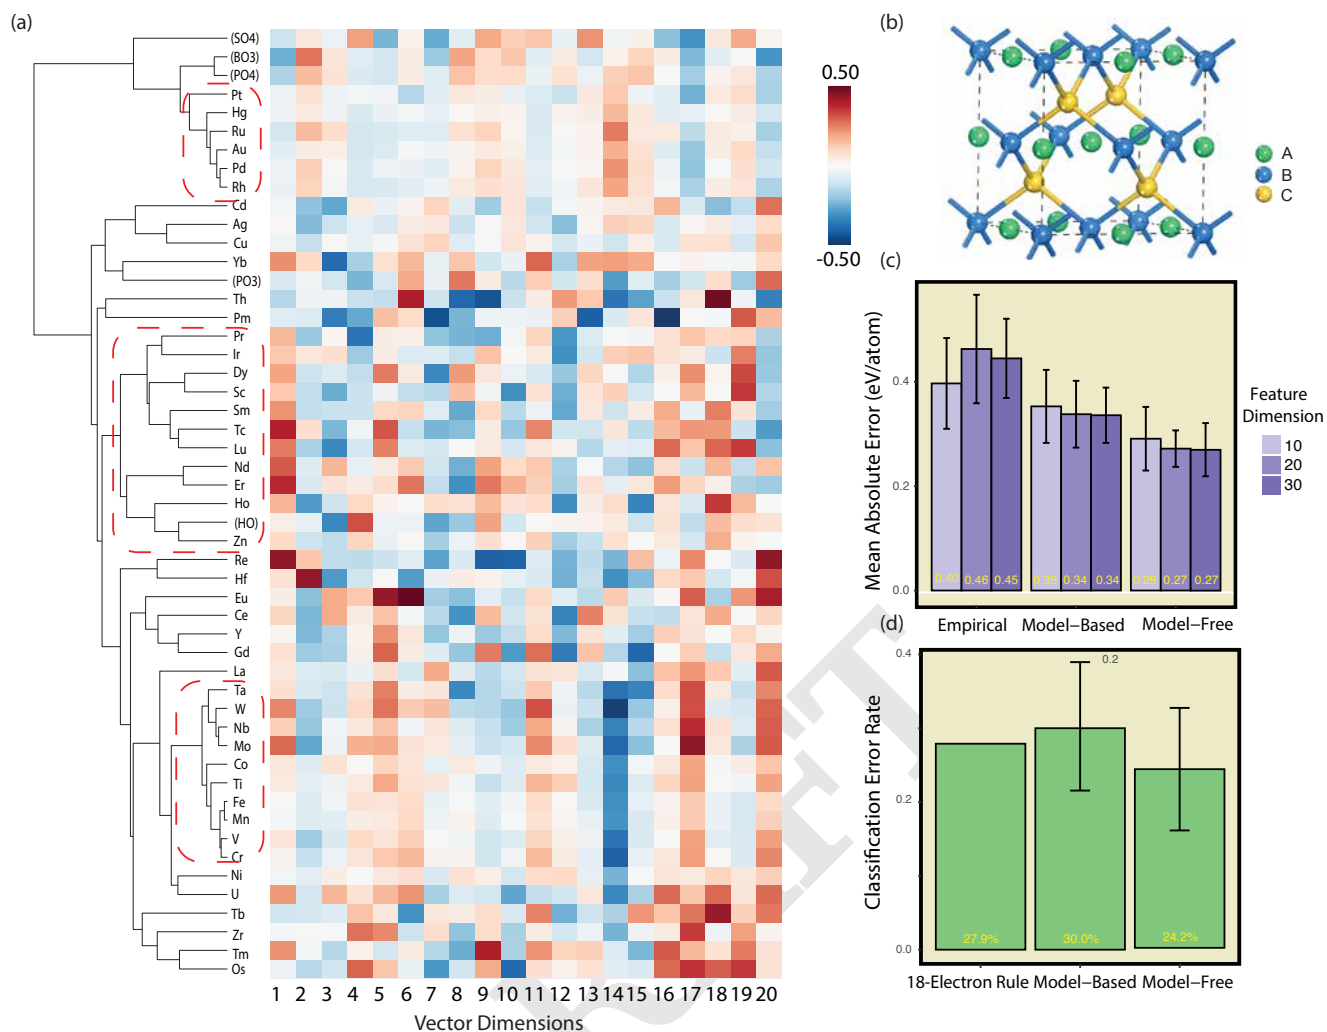 (a)
(SO4)
(BO3)
(PO4)
Pt
Hg
Ru
Au
Pd
Rh
Cd
Ag
Cu
Yb
(PO3)
Th
Pm
Pr
Ir
Dy
Sc
Sm
Tc
Lu
Nd
Er
Ho
(HO)
Zn
Re
Hf
Eu
Ce
Y
Gd
La
Ta
W
Nb
Mo
Co
Ti
Fe
Mn
V
Cr
Ni
U
Tb
Zr
Tm
Os
1 2 3 4 5 6 7 8 9 10 11 12 13 14 15 16 17 18 19 20
Vector Dimensions
0.50
-0.50
(b)
A
B
C
(c)
Mean Absolute Error (eV/atom)
0.4
0.2
0.0
0.40 0.46 0.45 0.35 0.34 0.34 0.29 0.27 0.27
Empirical Model−Based Model−Free
Feature
Dimension
10
20
30
(d)
Classification Error Rate
0.4
0.2
0.0
0.2
27.9% 30.0% 24.2%
18-Electron Rule Model−Based Model−Free